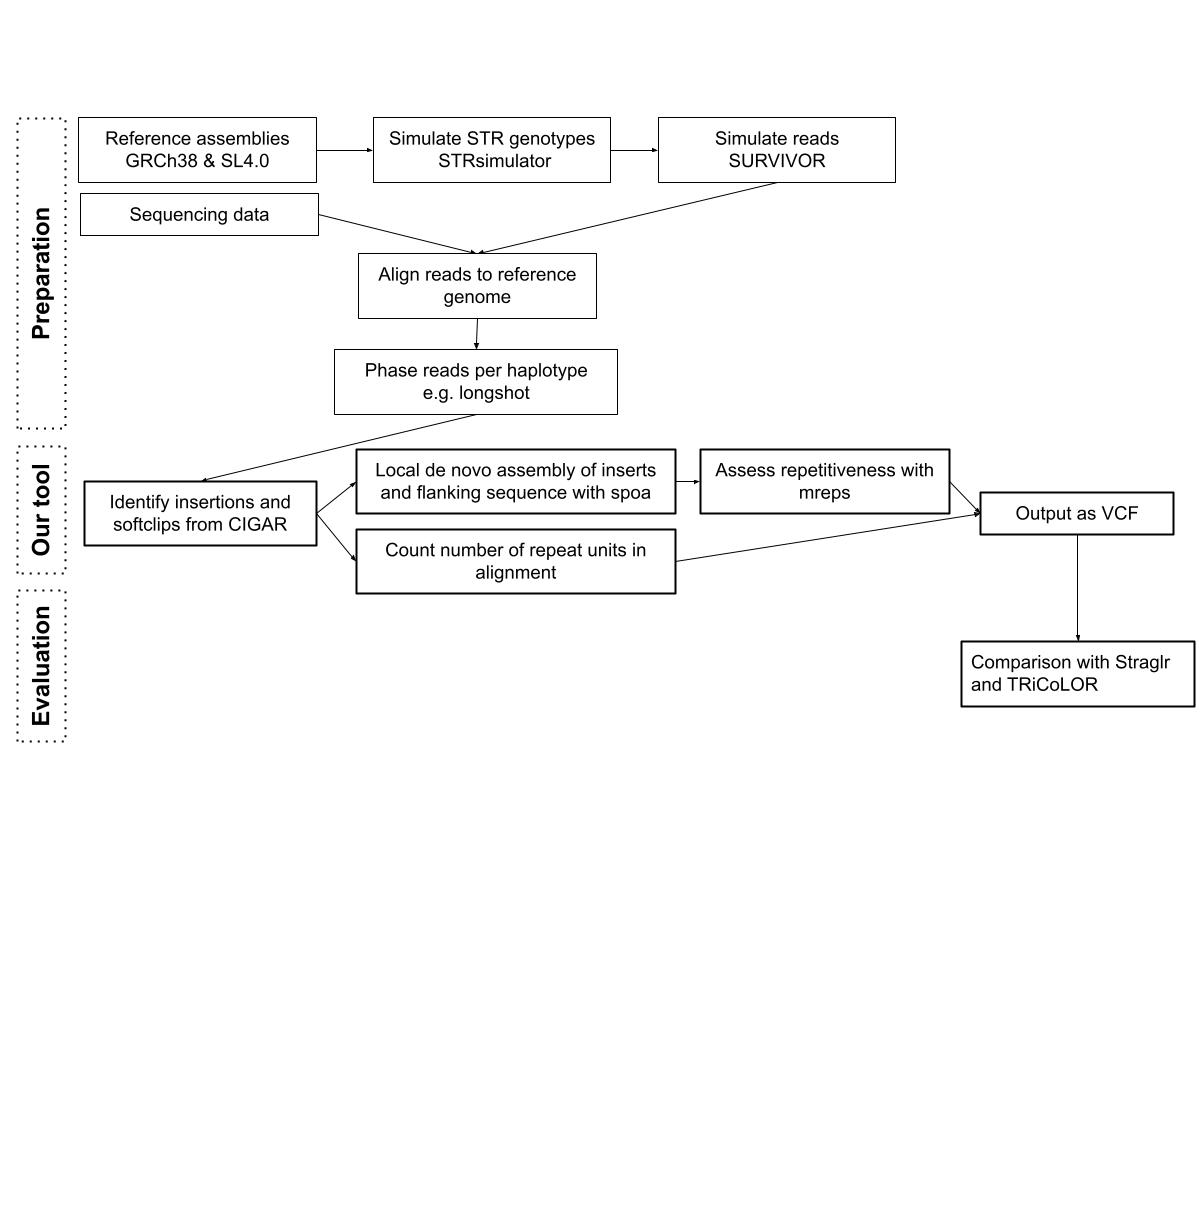 Preparation
Reference assemblies
GRCh38 & SL4.0
Simulate STR genotypes
STRsimulator
Simulate reads
SURVIVOR
Sequencing data
Align reads to reference
genome
Phase reads per haplotype
e.g. longshot
Our tool
Identify insertions and
softclips from CIGAR
Local de novo assembly of inserts
and flanking sequence with spoa
Assess repetitiveness with
mreps
Count number of repeat units in
alignment
Output as VCF
Evaluation
Comparison with Straglr
and TRiCoLOR